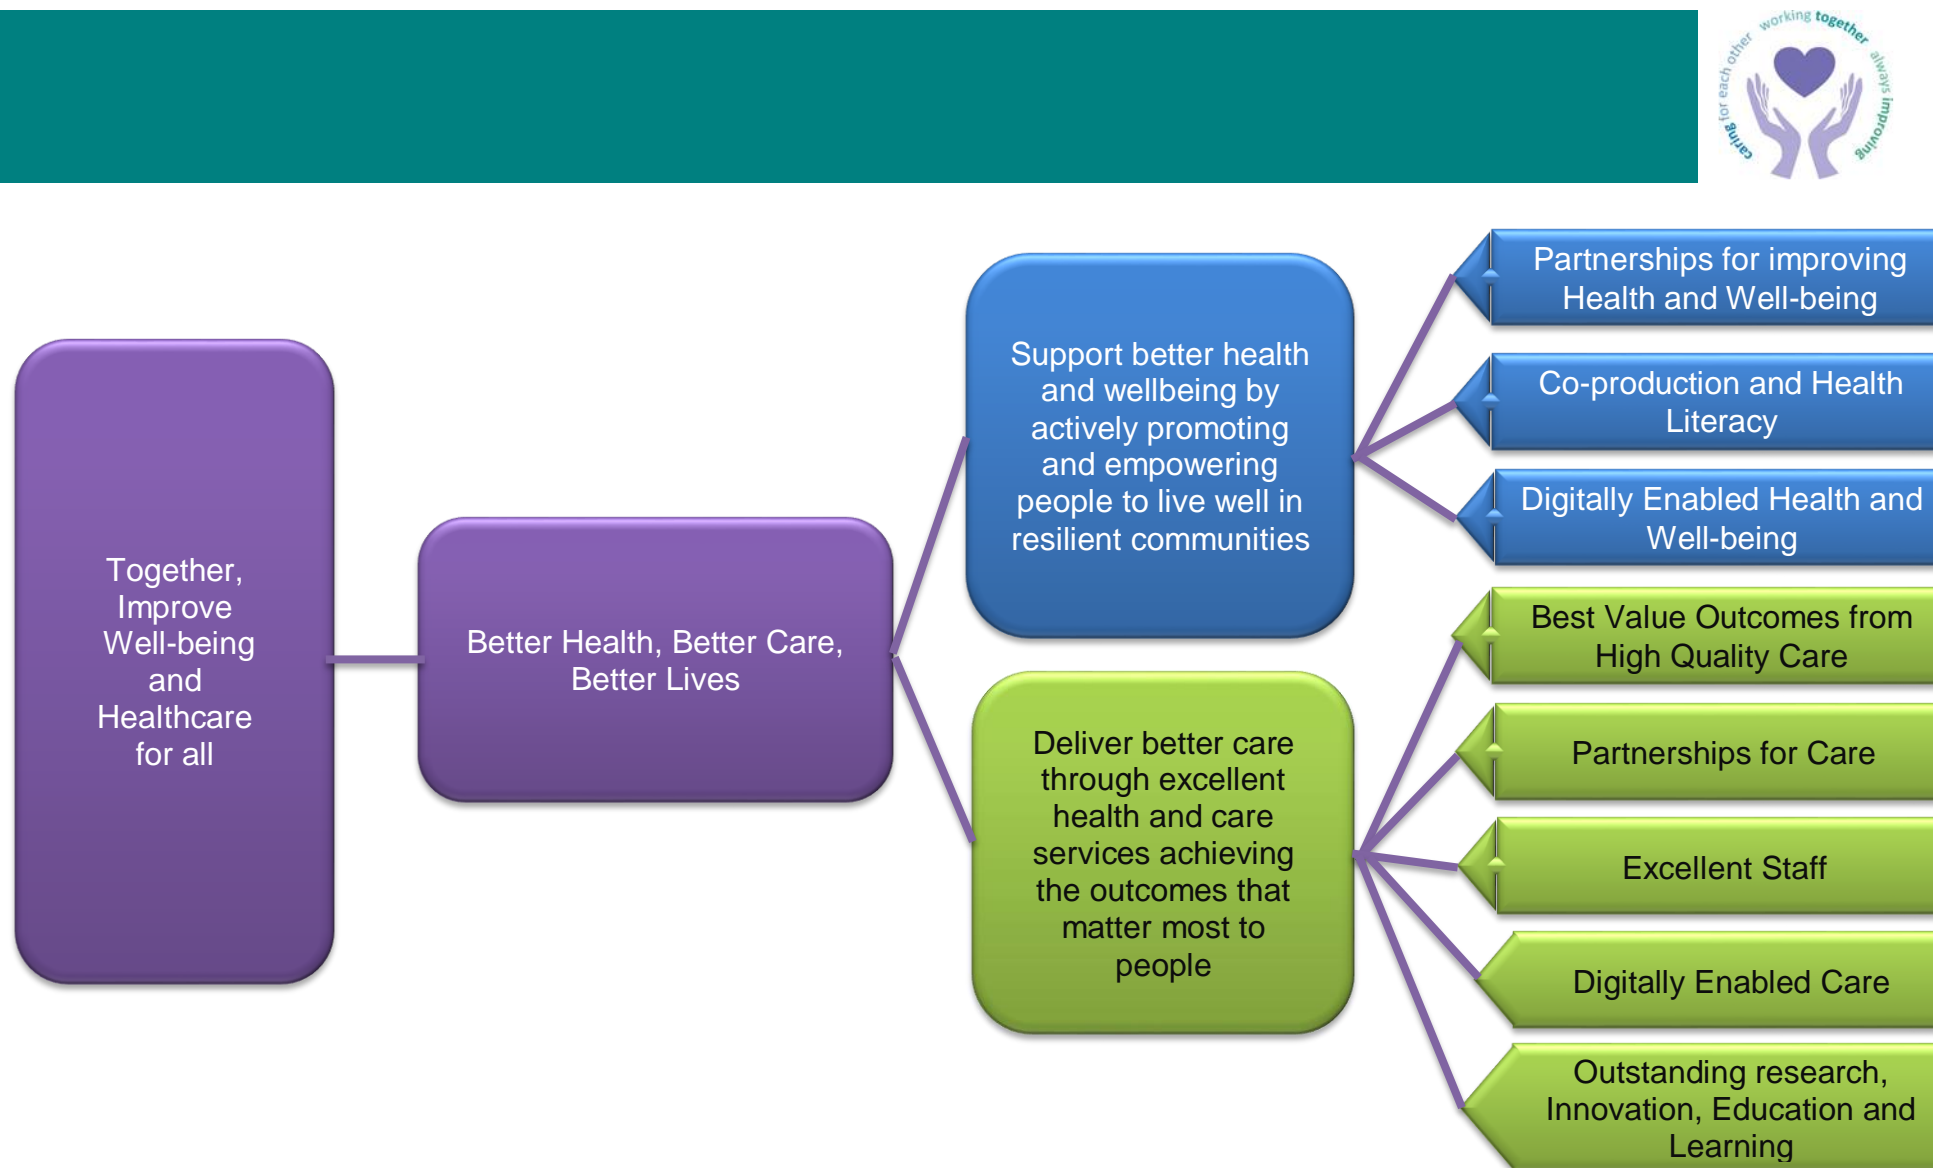 caring for each other working together always improving
Together,
Improve
Well-being
and
Healthcare
for all
Better Health, Better Care,
Better Lives
Support better health
and wellbeing by
actively promoting
and empowering
people to live well in
resilient communities
Deliver better care
through excellent
health and care
services achieving
the outcomes that
matter most to
people
Partnerships for improving
Health and Well-being
Co-production and Health
Literacy
Digitally Enabled Health and
Well-being
Best Value Outcomes from
High Quality Care
Partnerships for Care
Excellent Staff
Digitally Enabled Care
Outstanding research,
Innovation, Education and
Learning